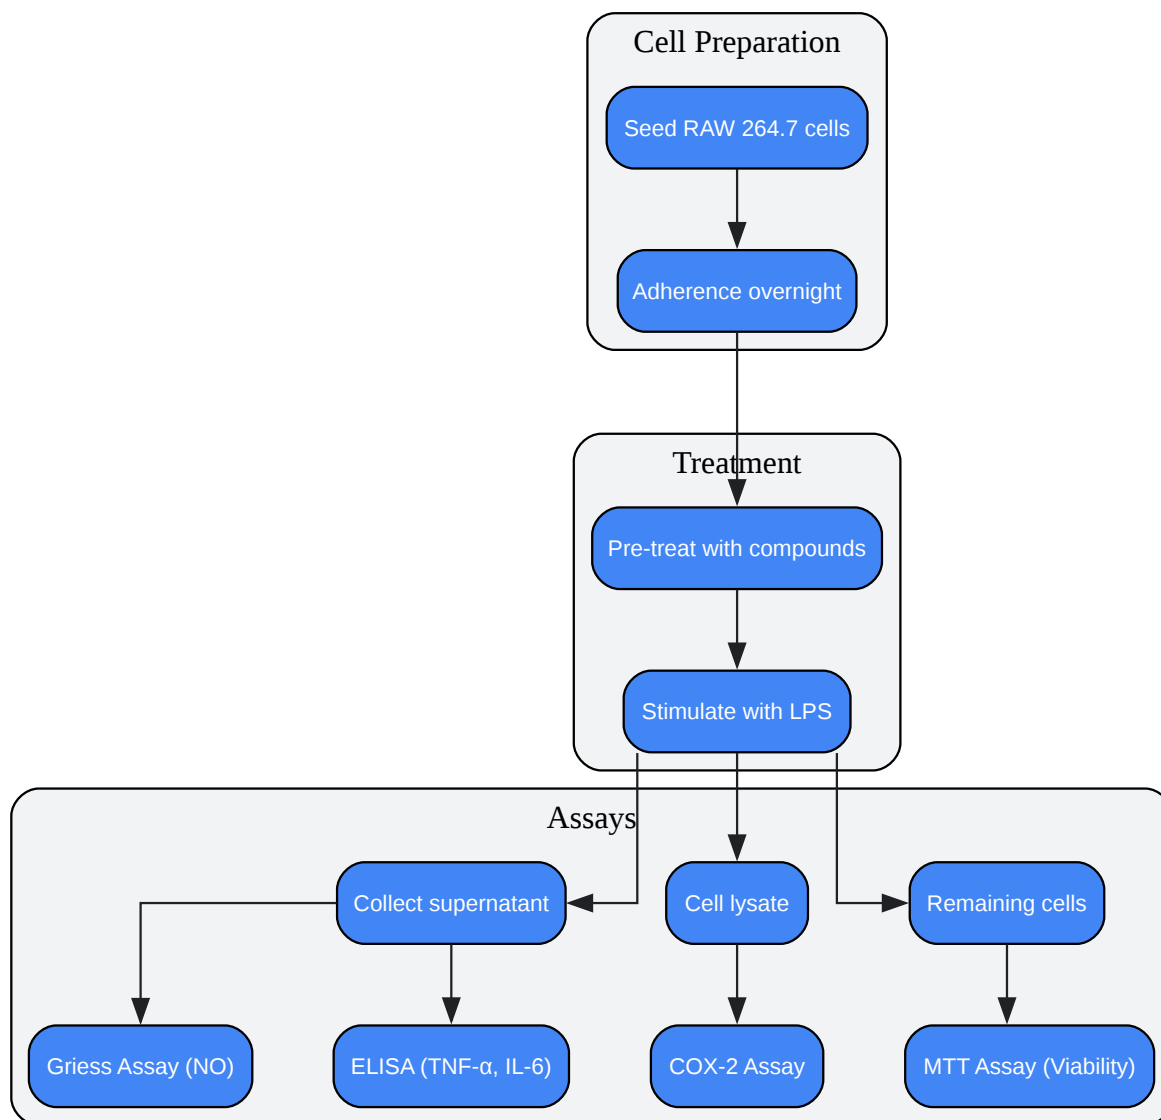 Cell Preparation
Seed RAW 264.7 cells
Adherence overnight
Treatment
Pre-treat with compounds
Stimulate with LPS
Assays
Collect supernatant
Cell lysate
Remaining cells
Griess Assay (NO)
ELISA (TNF-α, IL-6)
COX-2 Assay
MTT Assay (Viability)